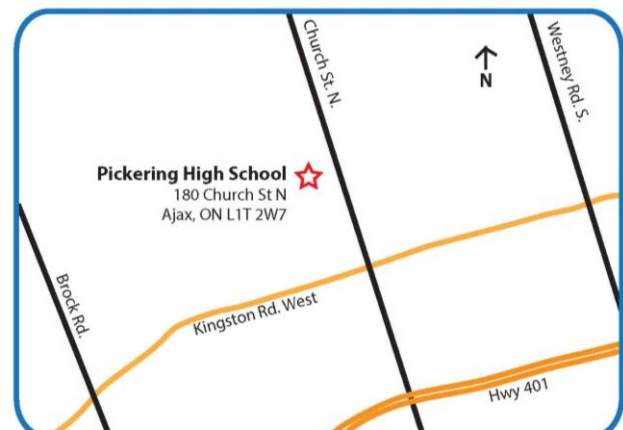 Church St. N.
Westney Rd. S.
N
Pickering High School
180 Church St N
Ajax, ON L1T 2W7
Brock Rd.
Kingston Rd. West
Hwy 401